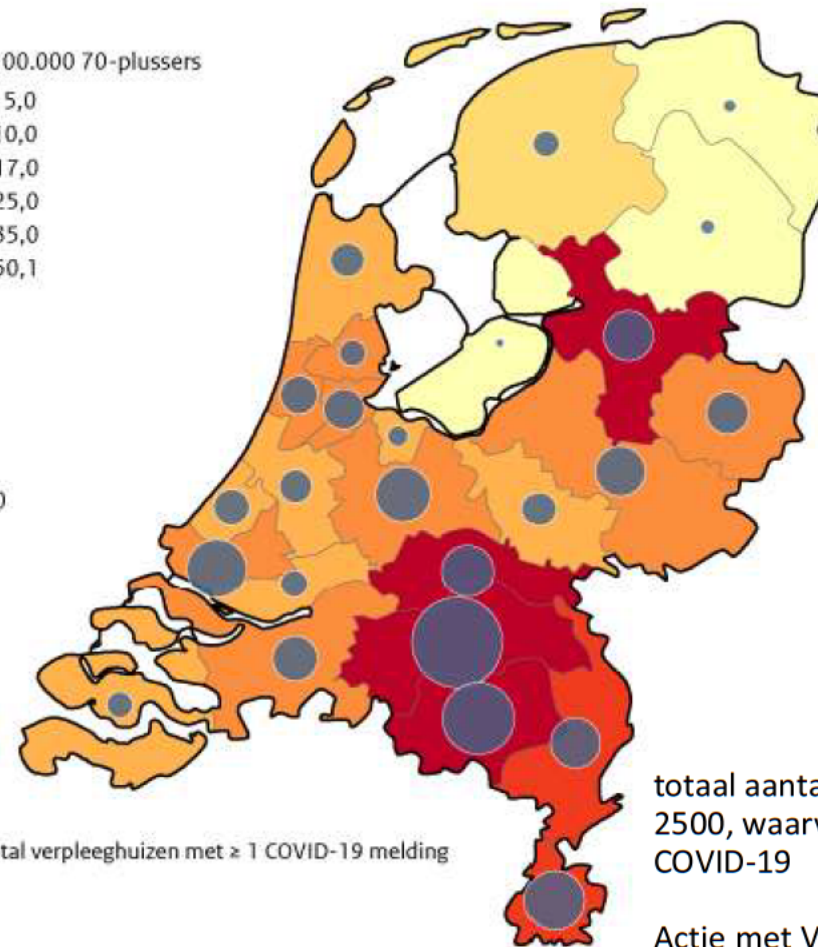 00.000 70-plussers
5,0
10,0
17,0
25,0
35,0
50,1
0
tal verpleeghuizen met ≥ 1 COVID-19 melding
totaal aanta
2500, waarv
COVID-19
Actie met V